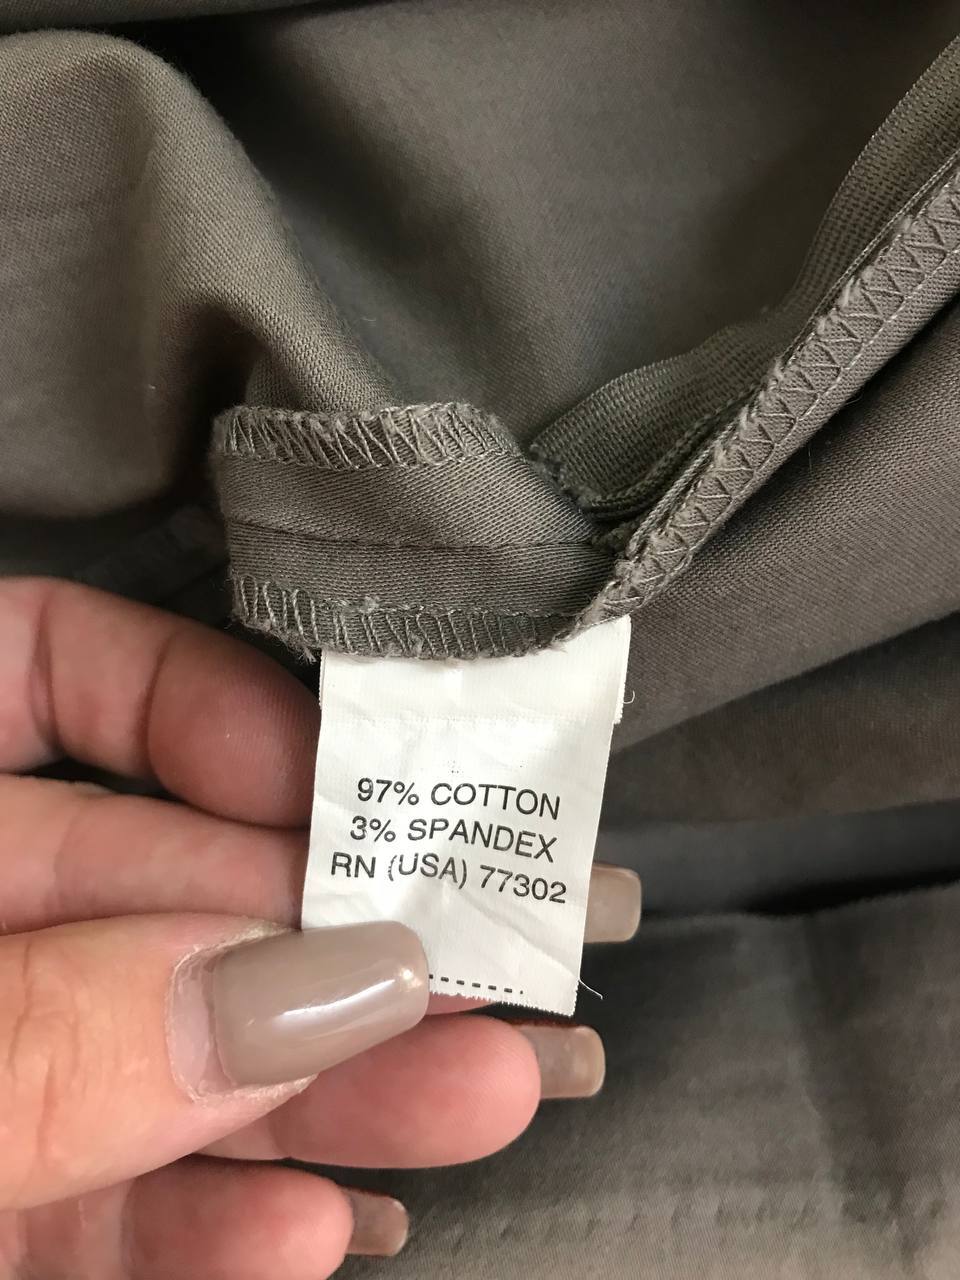 97% COTTON
3% SPANDEX
RN (USA) 77302